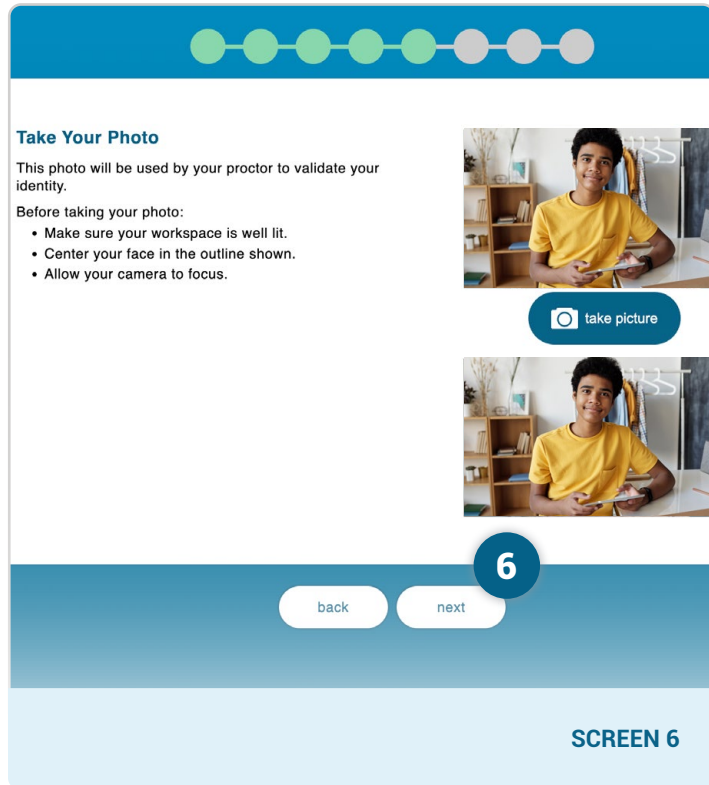 Take Your Photo
This photo will be used by your proctor to validate your
identity.
Before taking your photo:
• Make sure your workspace is well lit.
• Center your face in the outline shown.
• Allow your camera to focus.
take picture
6
back
next
SCREEN 6